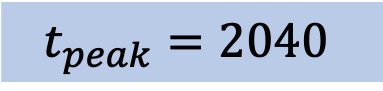 t_peak = 2040